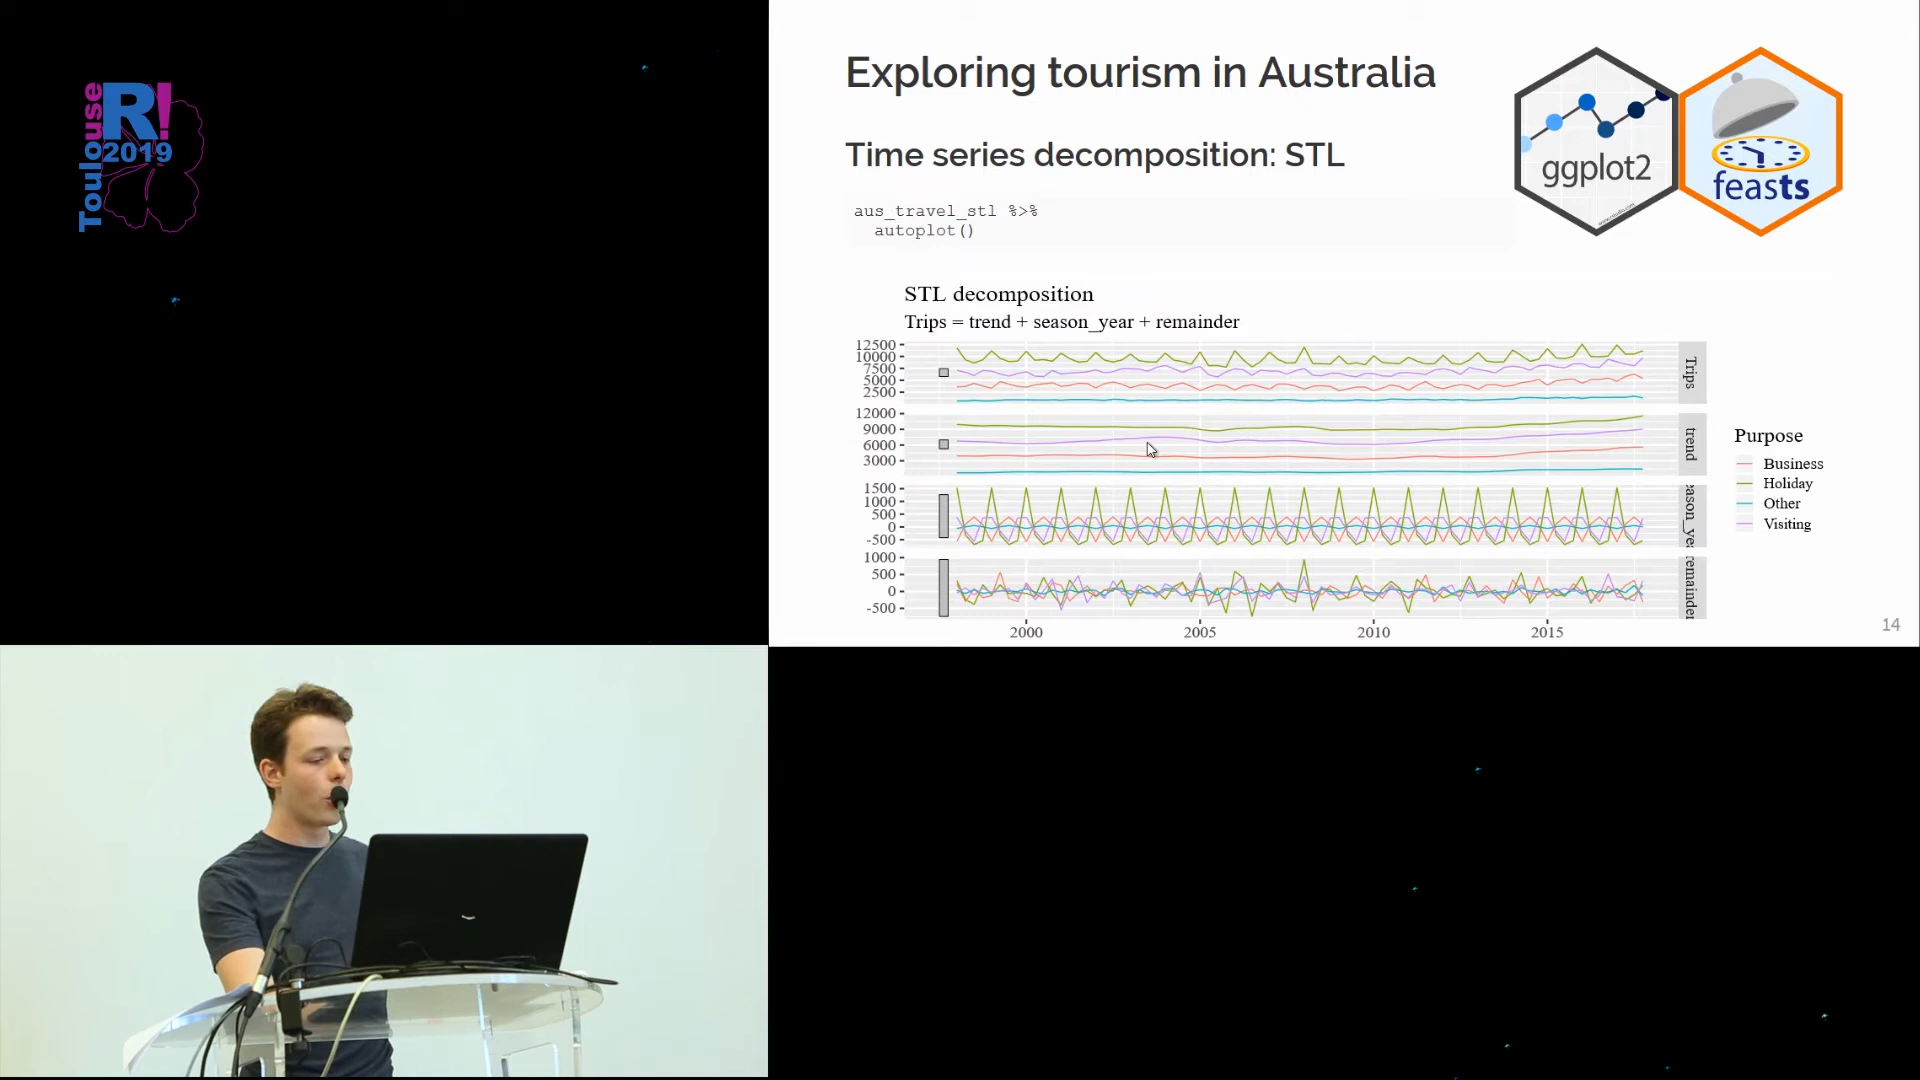 Toulouse
R!
2019
Exploring tourism in Australia
Time series decomposition: STL
aus_travel_stl %>%
autoplot()
ggplot2
feasts
STL decomposition
Trips = trend + season_year + remainder
12500
10000
7500
5000
2500
Trips
12000
9000
6000
3000
trend
1500
1000
500
0
-500
eason_yea
1000
500
0
-500
remainder
2000
2005
2010
2015
Purpose
Business
Holiday
Other
Visiting
14